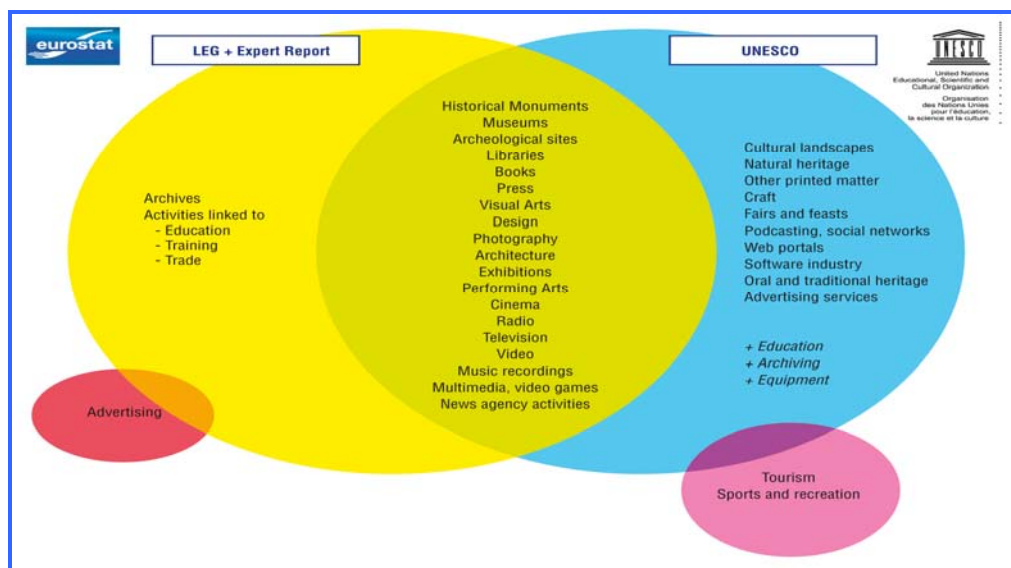 eurostat
LEG + Expert Report
UNESCO
UNESCO
United Nations
Educational, Scientific and
Cultural Organization
Organisation
des Nations Unies
pour l'éducation,
la science et la culture
Archives
Activities linked to
- Education
- Training
- Trade
Historical Monuments
Museums
Archeological sites
Libraries
Books
Press
Visual Arts
Design
Photography
Architecture
Exhibitions
Performing Arts
Cinema
Radio
Television
Video
Music recordings
Multimedia, video games
News agency activities
Cultural landscapes
Natural heritage
Other printed matter
Craft
Fairs and feasts
Podcasting, social networks
Web portals
Software industry
Oral and traditional heritage
Advertising services
+ Education
+ Archiving
+ Equipment
Advertising
Tourism
Sports and recreation